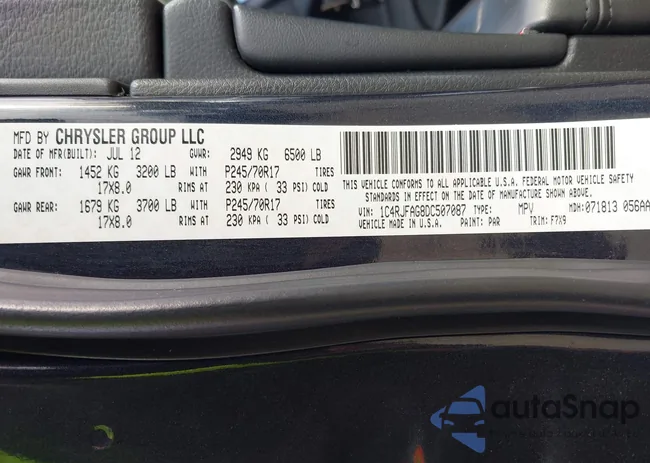 MFD BY CHRYSLER GROUP LLC
DATE OF MFR(BUILT): JUL 12 GVWR: 2949 KG 6500 LB
GAWR FRONT: 1452 KG 3200 LB WITH P245/70R17 TIRES
17X8.0 RIMS AT 230 KPA ( 33 PSI) COLD
GAWR REAR: 1679 KG 3700 LB WITH P245/70R17 TIRES
17X8.0 RIMS AT 230 KPA ( 33 PSI) COLD
THIS VEHICLE CONFORMS TO ALL APPLICABLE U.S.A. FEDERAL MOTOR VEHICLE SAFETY
STANDARDS IN EFFECT ON THE DATE OF MANUFACTURE SHOWN ABOVE.
VIN: 1C4RJFAG8DC507087 TYPE: MPV MDH:071813 056AA
VEHICLE MADE IN U.S.A. PAINT: PAR TRIM: F7X9
autoSnap